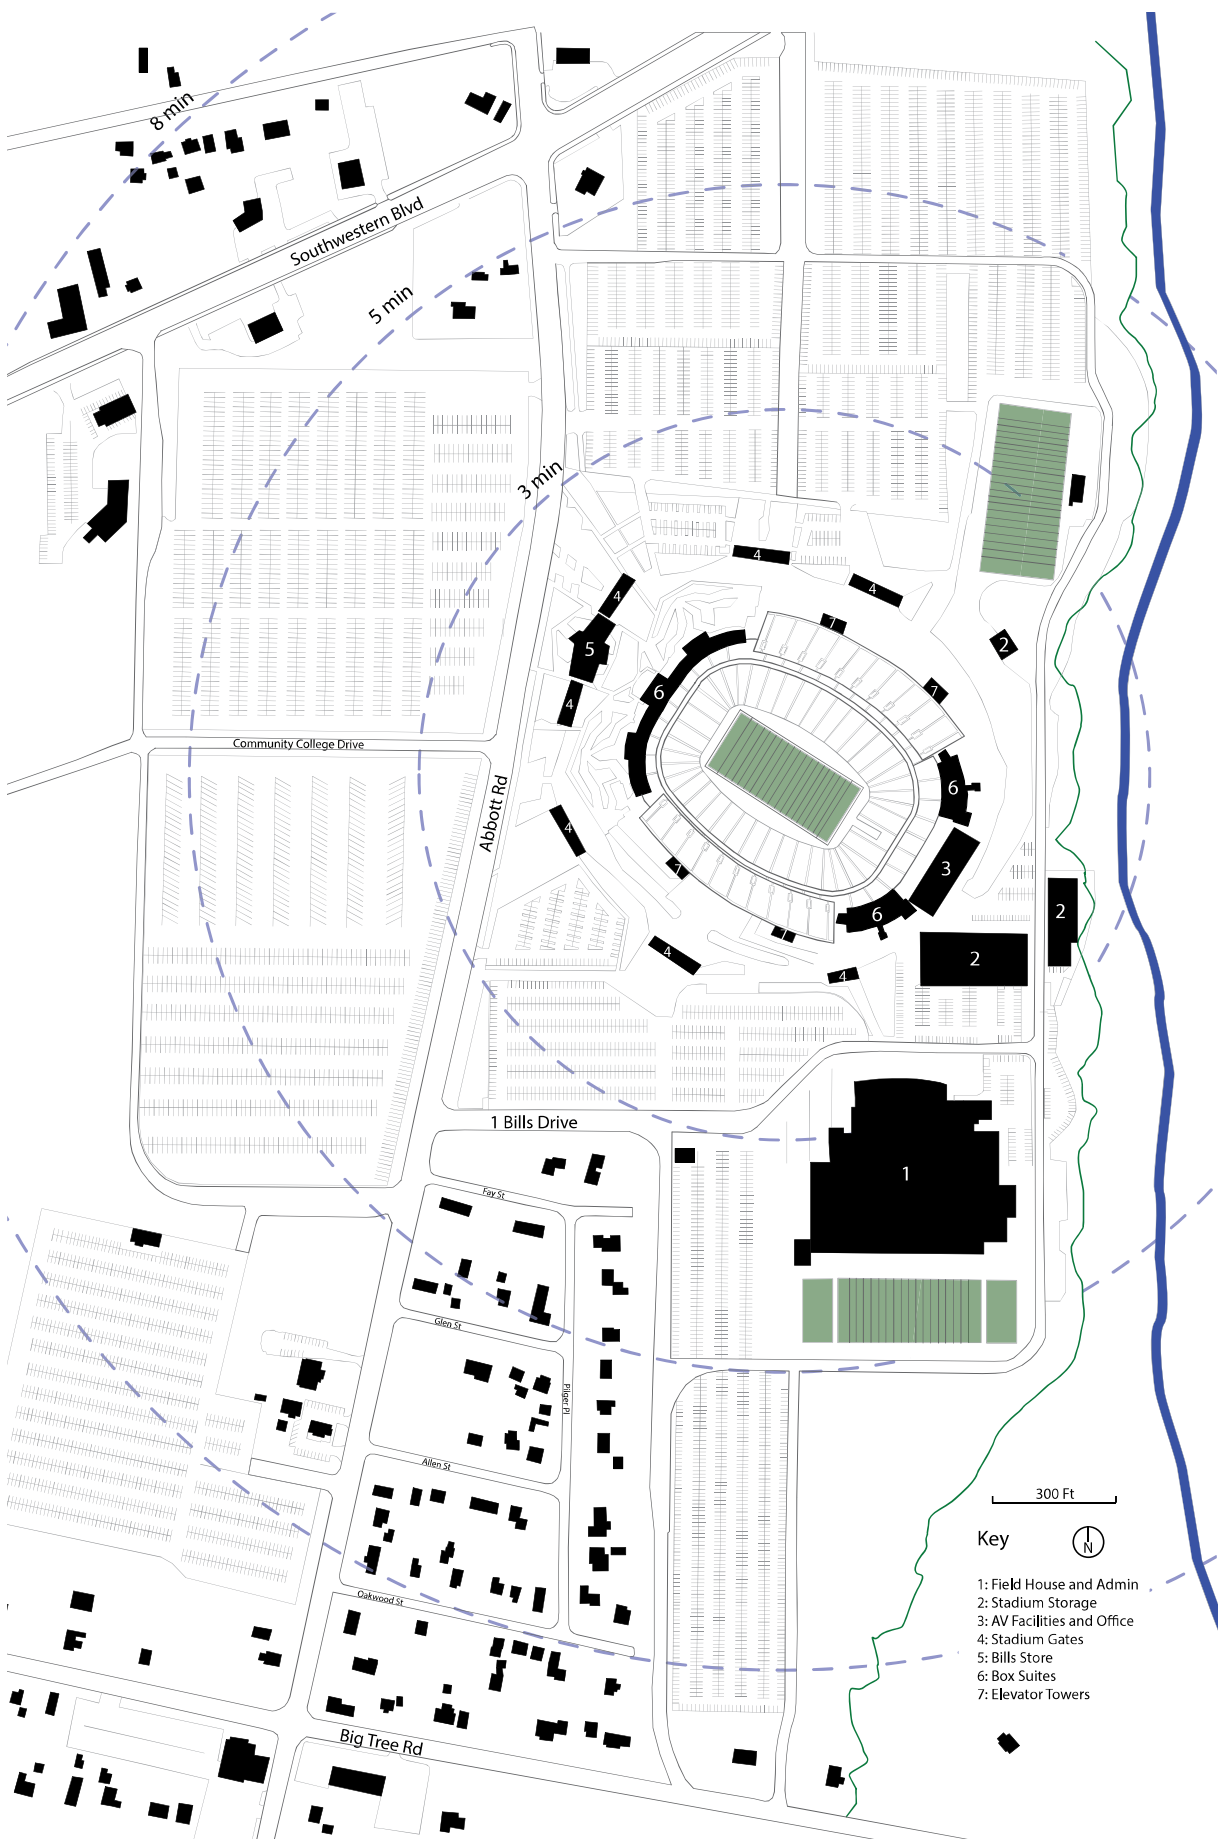 8 min
Southwestern Blvd
5 min
3 min
4
4
4
7
5
2
6
7
4
Community College Drive
6
Abbott Rd
4
7
3
6
2
7
4
2
4
1 Bills Drive
1
Fay St
Glen St
Pilger Pl
Allen St
300 Ft
Key
N
1: Field House and Admin
2: Stadium Storage
3: AV Facilities and Office
4: Stadium Gates
5: Bills Store
6: Box Suites
7: Elevator Towers
Oakwood St
Big Tree Rd